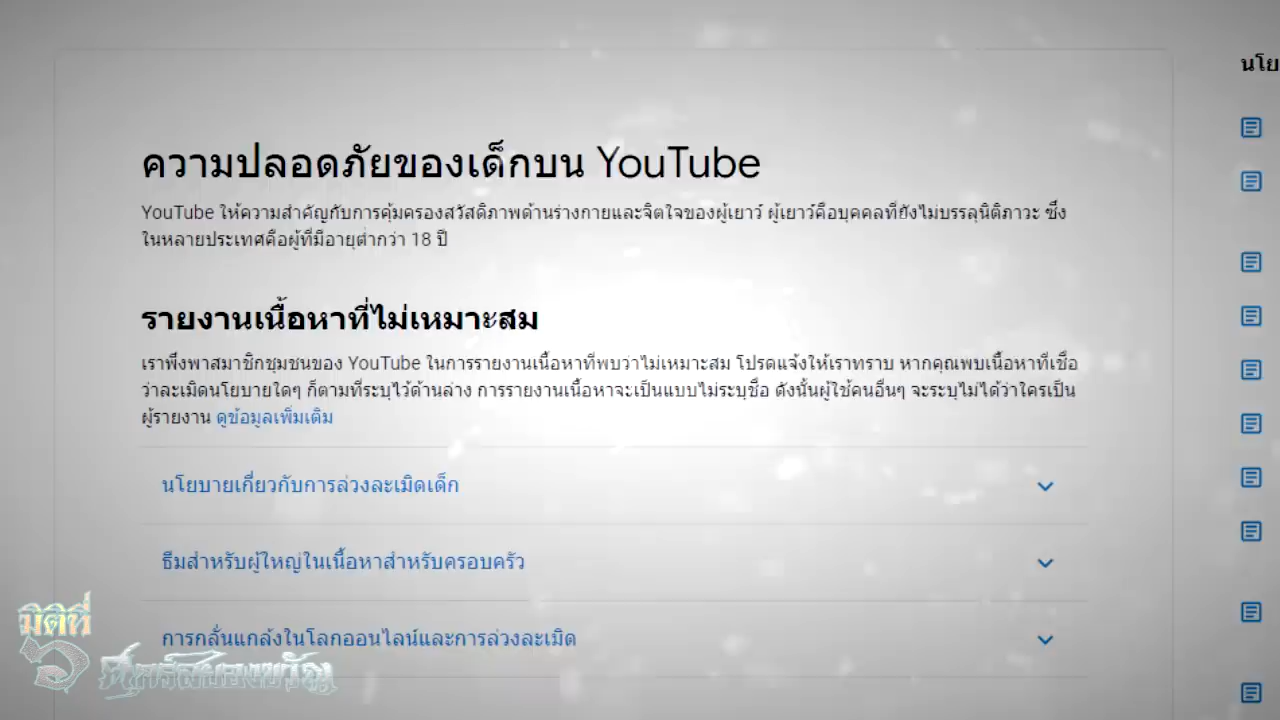 นโย
ความปลอดภัยของเด็กบน YouTube
YouTube ให้ความสำคัญกับการคุ้มครองสวัสดิภาพด้านร่างกายและจิตใจของผู้เยาว์ ผู้เยาว์คือบุคคลที่ยังไม่บรรลุนิติภาวะ ซึ่ง
ในหลายประเทศคือผู้ที่มีอายุต่ำกว่า 18 ปี
รายงานเนื้อหาที่ไม่เหมาะสม
เราพึ่งพาสมาชิกชุมชนของ YouTube ในการรายงานเนื้อหาที่พบว่าไม่เหมาะสม โปรดแจ้งให้เราทราบ หากคุณพบเนื้อหาที่เชื่อ
ว่าละเมิดนโยบายใดๆ ก็ตามที่ระบุไว้ด้านล่าง การรายงานเนื้อหาจะเป็นแบบไม่ระบุชื่อ ดังนั้นผู้ใช้คนอื่นๆ จะระบุไม่ได้ว่าใครเป็น
ผู้รายงาน ดูข้อมูลเพิ่มเติม
นโยบายเกี่ยวกับการล่วงละเมิดเด็ก
ธีมสำหรับผู้ใหญ่ในเนื้อหาสำหรับครอบครัว
การกลั่นแกล้งในโลกออนไลน์และการล่วงละเมิด
มิติที่